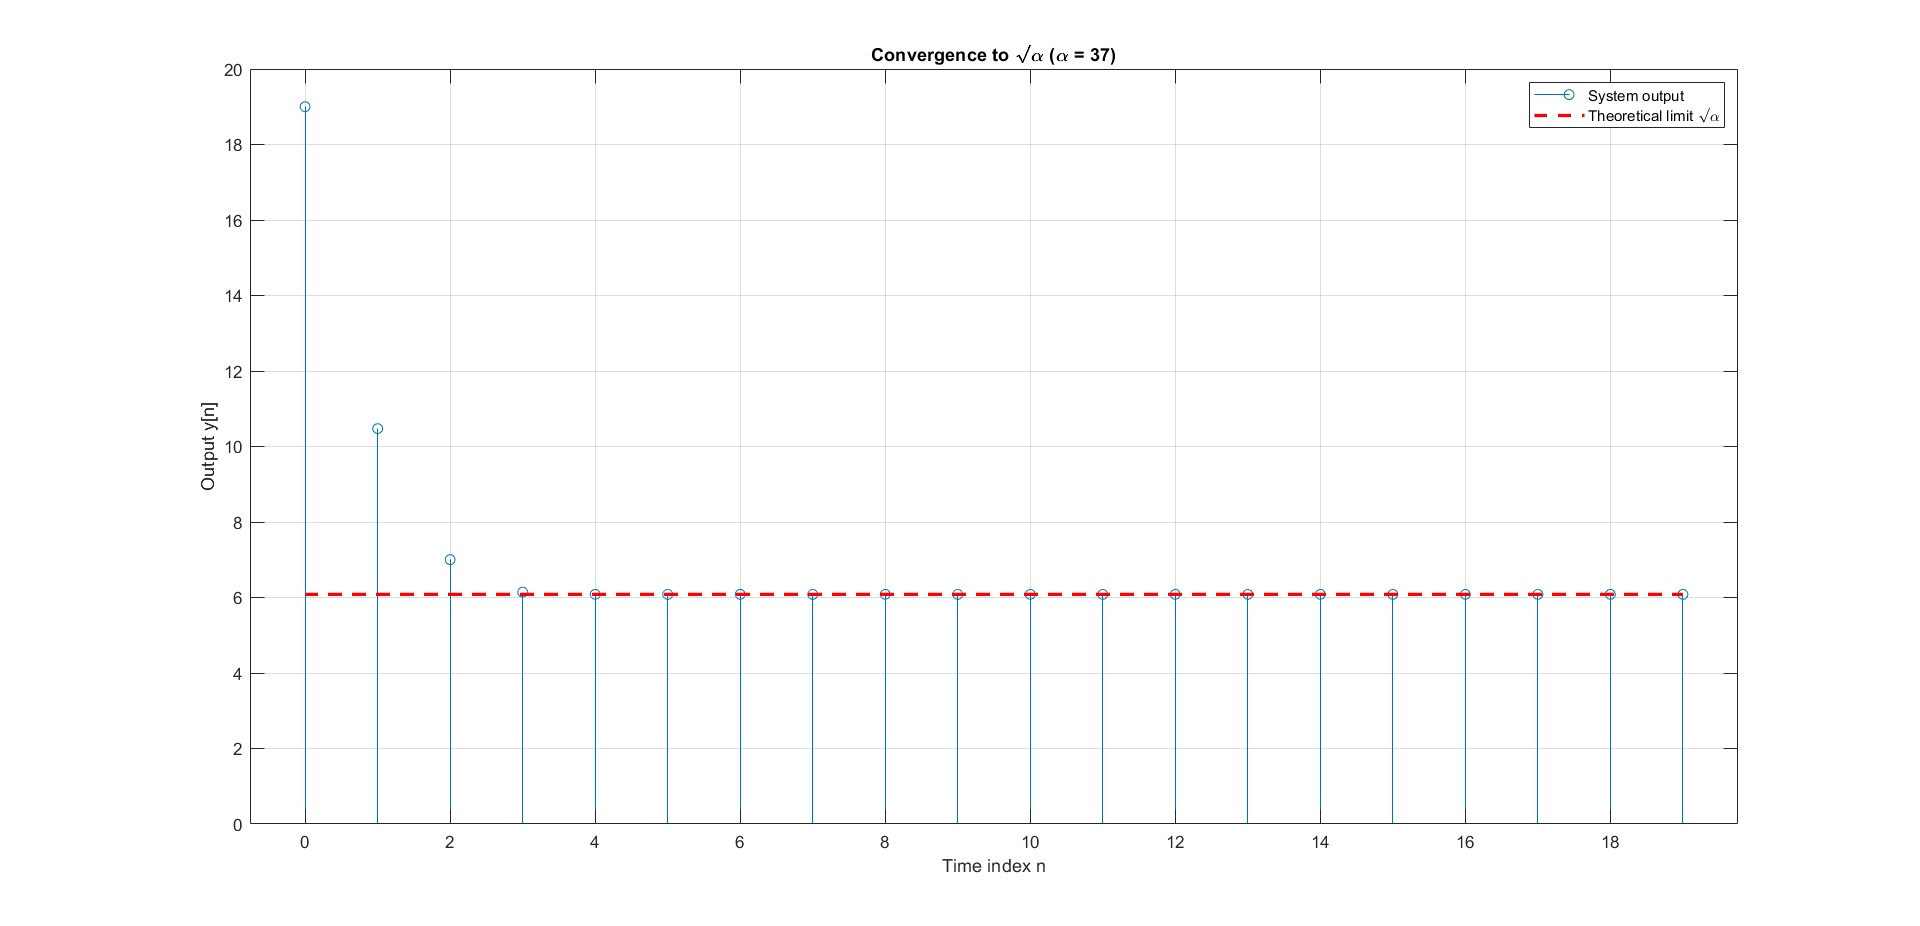 Convergence to √α (α = 37)
System output
Theoretical limit √α
20
18
16
14
12
10
8
6
4
2
0
Output y[n]
0 2 4 6 8 10 12 14 16 18
Time index n